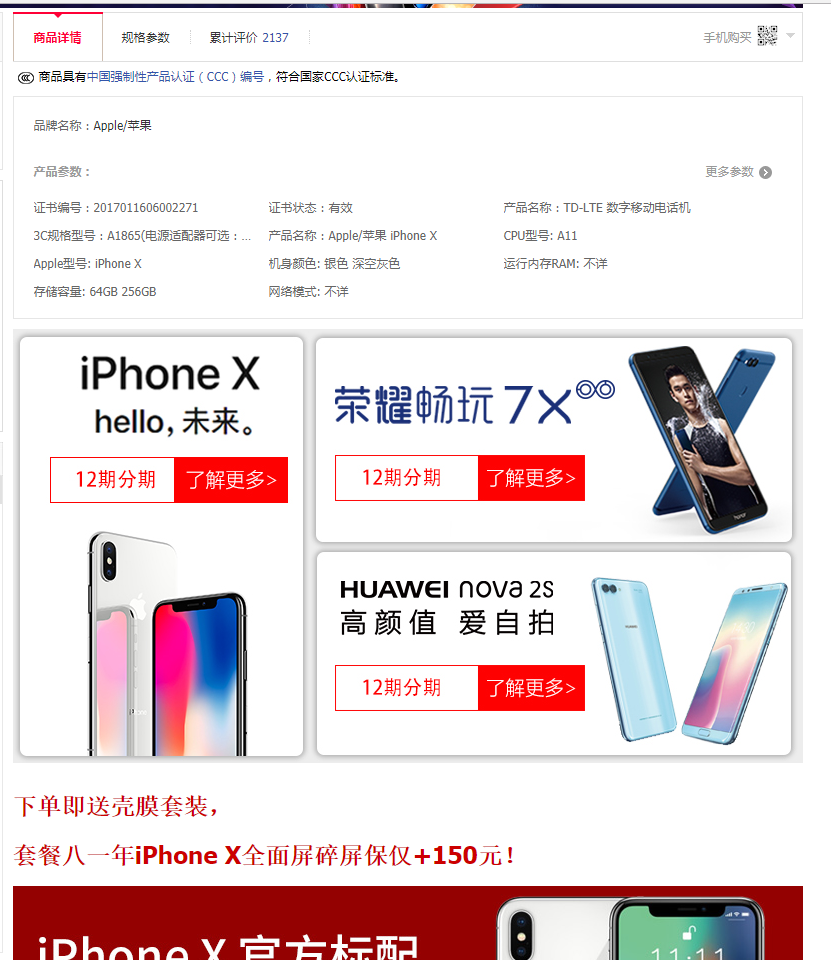 商品详情 规格参数 累计评价 2137 手机购买
商品具有中国强制性产品认证（CCC）编号，符合国家CCC认证标准。
品牌名称：Apple/苹果
产品参数： 更多参数
证书编号：2017011606002271 证书状态：有效 产品名称：TD-LTE 数字移动电话机
3C规格型号：A1865(电源适配器可选：... 产品名称：Apple/苹果 iPhone X CPU型号: A11
Apple型号: iPhone X 机身颜色: 银色 深空灰色 运行内存RAM: 不详
存储容量: 64GB 256GB 网络模式: 不详
iPhone X
hello, 未来。
12期分期 了解更多>
荣耀畅玩 7X
12期分期 了解更多>
honor
HUAWEI nova 2S
高颜值 爱自拍
12期分期 了解更多>
下单即送壳膜套装，
套餐八一年iPhone X全面屏碎屏保仅+150元！
iPhone X 官方标配
11:11